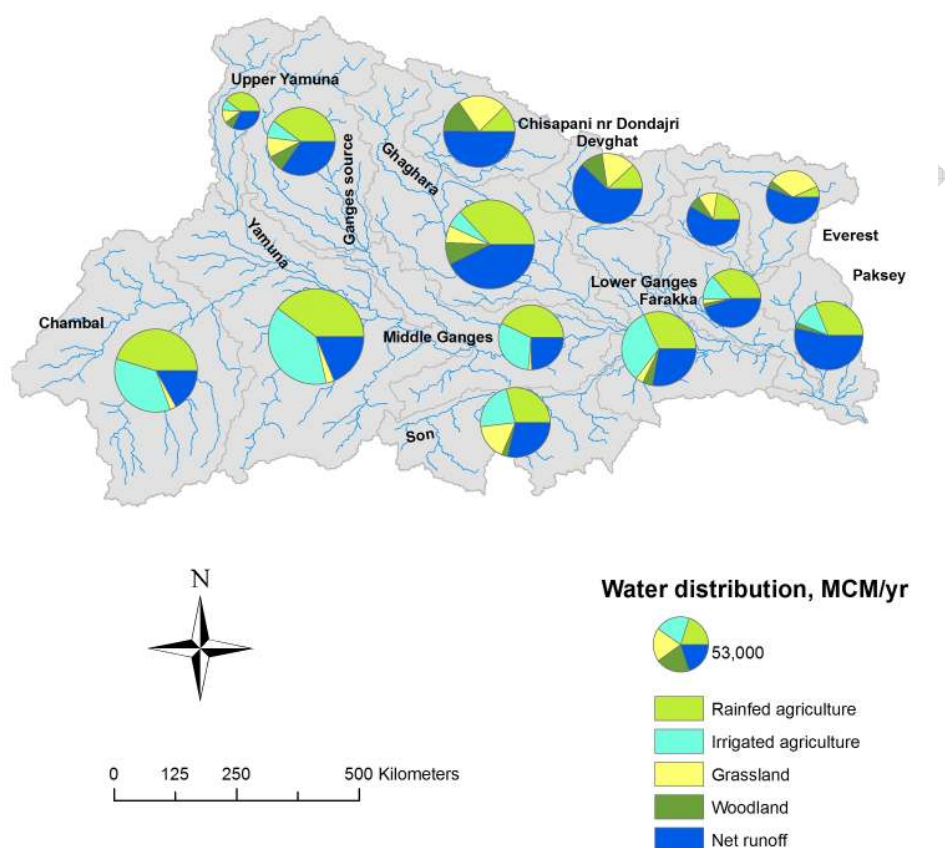 Upper Yamuna
Chisapani nr Dondajri
Devghat
Ghaghara
Ganges source
Yamuna
Everest
Paksey
Lower Ganges
Farakka
Chambal
Middle Ganges
Son
N
Water distribution, MCM/yr
53,000
Rainfed agriculture
Irrigated agriculture
Grassland
Woodland
Net runoff
0 125 250 500 Kilometers